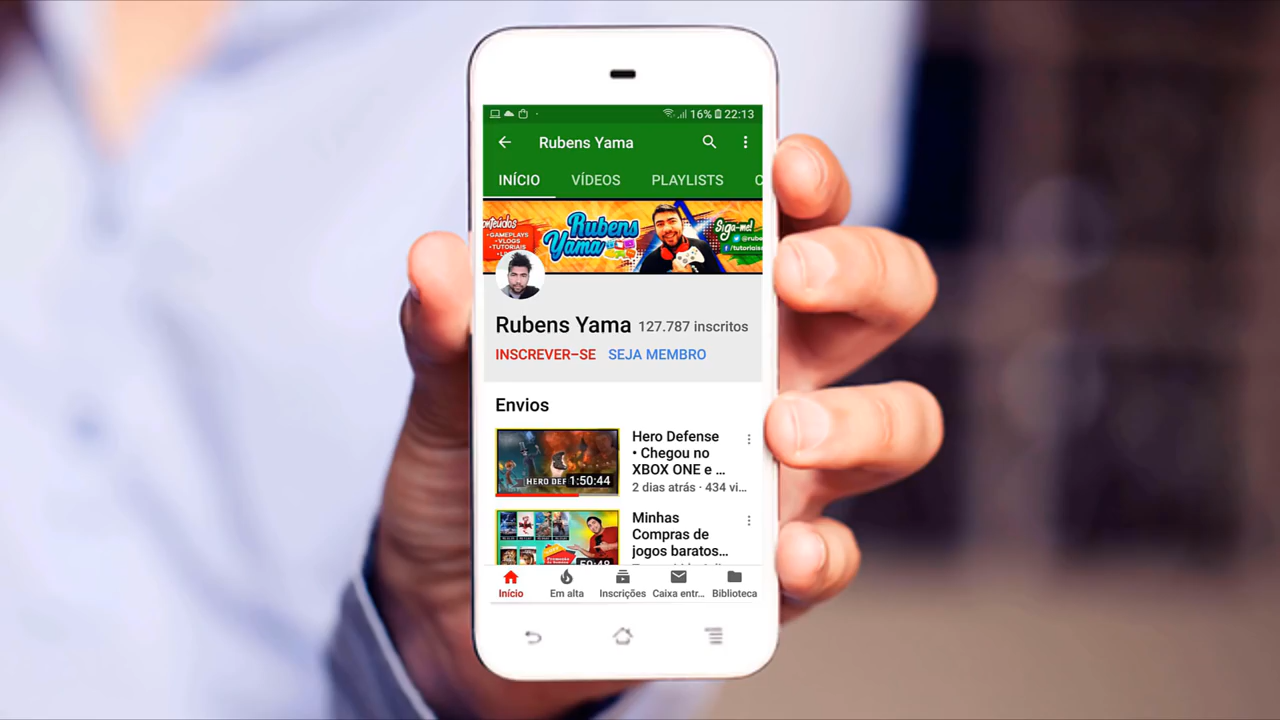 16% 22:13
Rubens Yama
INÍCIO VÍDEOS PLAYLISTS C
• GAMEPLAYS
• VLOGS
Rubens
Yama
Siga-me!
Rubens Yama 127.787 inscritos
INSCREVER-SE SEJA MEMBRO
Envios
Hero Defense
• Chegou no
XBOX ONE e ...
2 dias atrás · 434 vi...
HERO DEF 1:50:44
Minhas
Compras de
jogos baratos...
Início Em alta Inscrições Caixa entr... Biblioteca